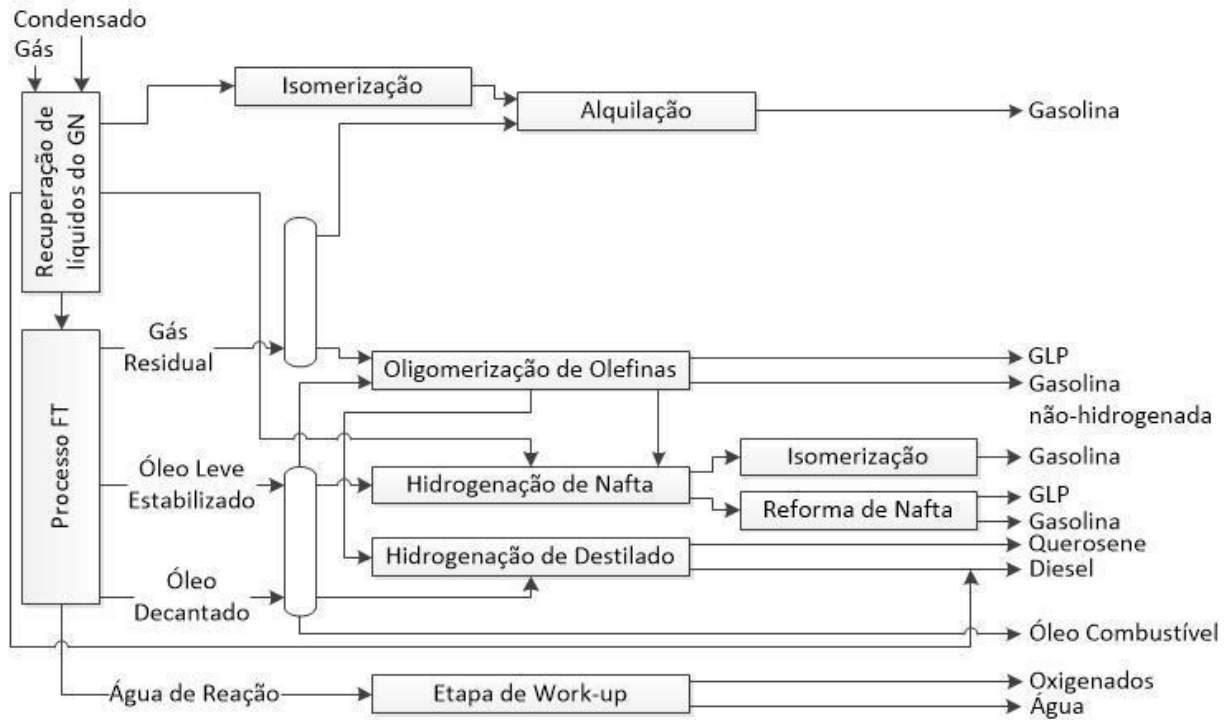 Condensado
Gás
Recuperação de
líquidos do GN
Isomerização
Alquilação
Gasolina
Processo FT
Gás
Residual
Oligomerização de Olefinas
GLP
Gasolina
não-hidrogenada
Óleo Leve
Estabilizado
Hidrogenação de Nafta
Isomerização
Gasolina
Reforma de Nafta
GLP
Gasolina
Óleo
Decantado
Hidrogenação de Destilado
Querosene
Diesel
Óleo Combustível
Água de Reação
Etapa de Work-up
Oxigenados
Água